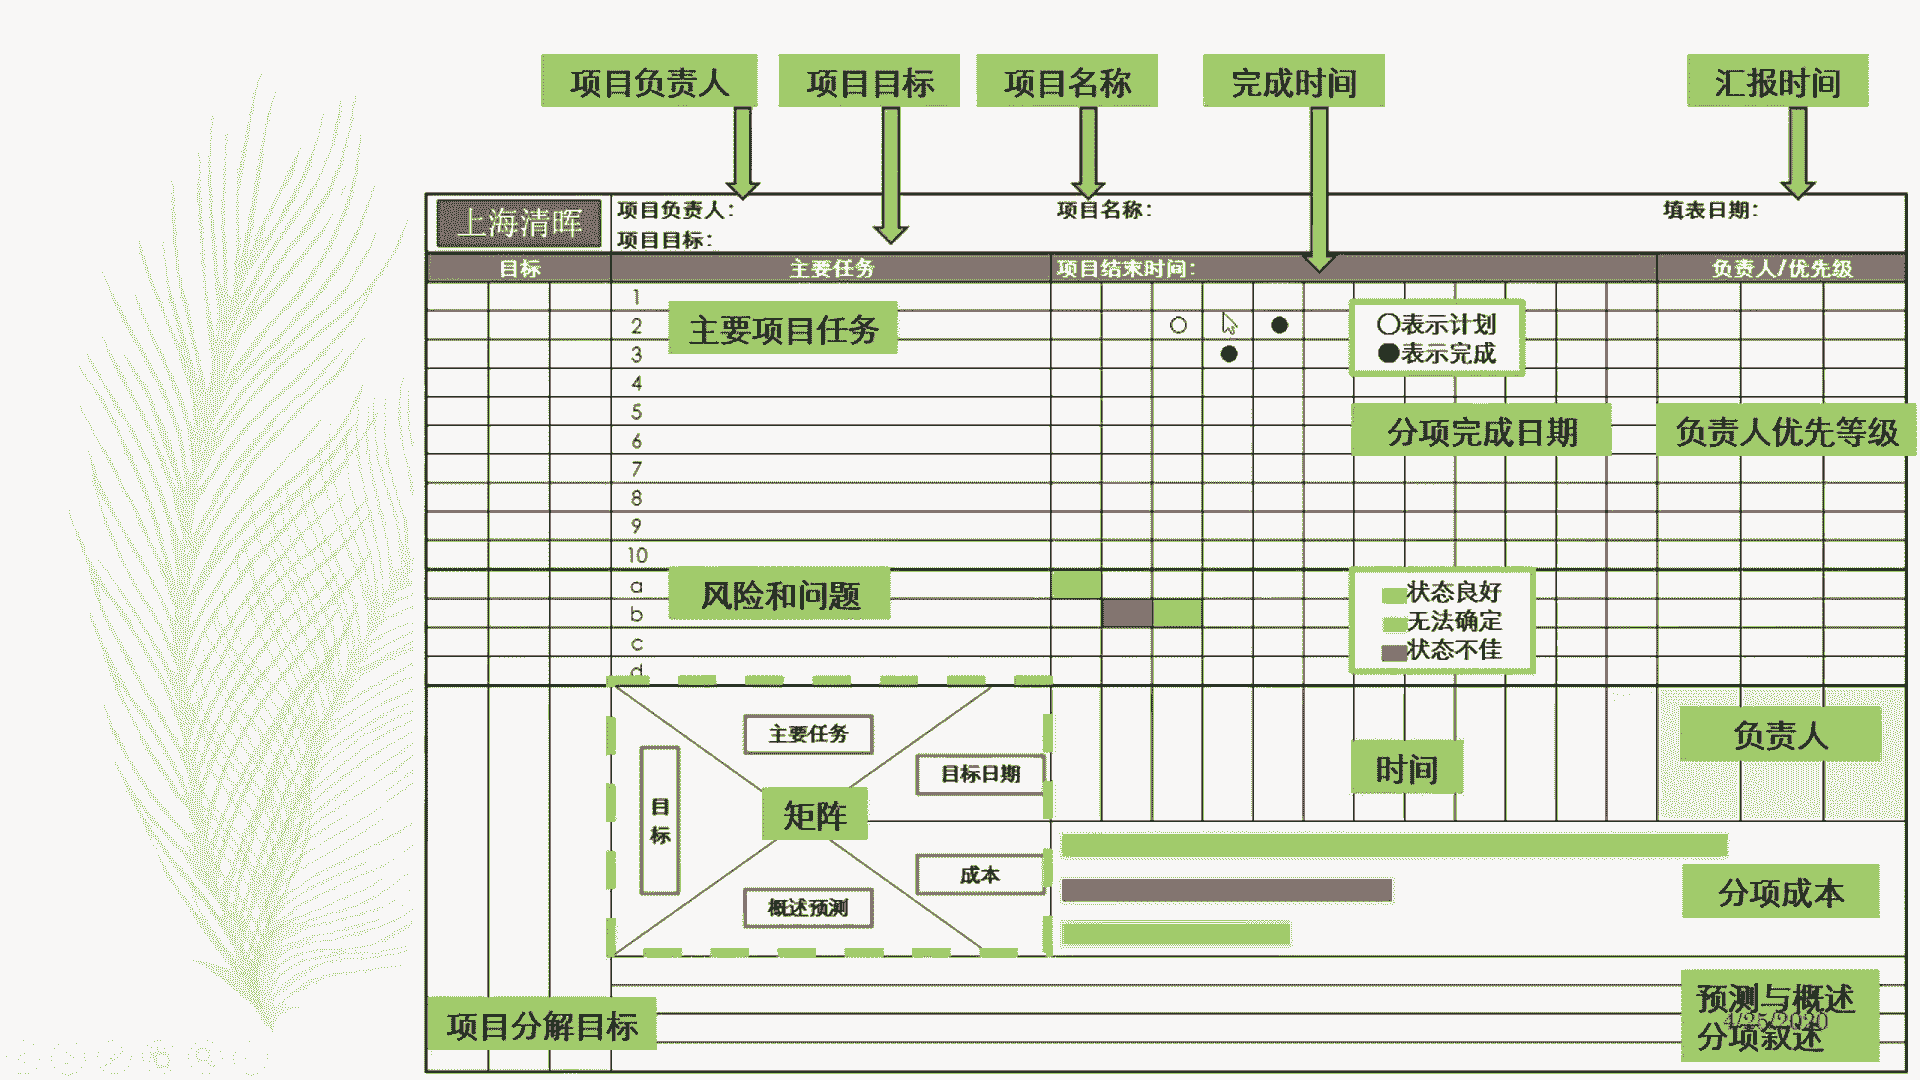 项目负责人
项目目标
项目名称
完成时间
汇报时间
上海清晖
项目负责人：
项目名称：
填表日期：
项目目标：
目标
主要任务
项目结束时间：
负责人/优先级
1
2
3
4
5
6
7
8
9
10
a
b
c
d
主要项目任务
○表示计划
●表示完成
分项完成日期
负责人优先等级
风险和问题
状态良好
无法确定
状态不佳
主要任务
目标日期
目标
矩阵
成本
概述预测
时间
负责人
分项成本
项目分解目标
预测与概述
4/25/2020
分项叙述